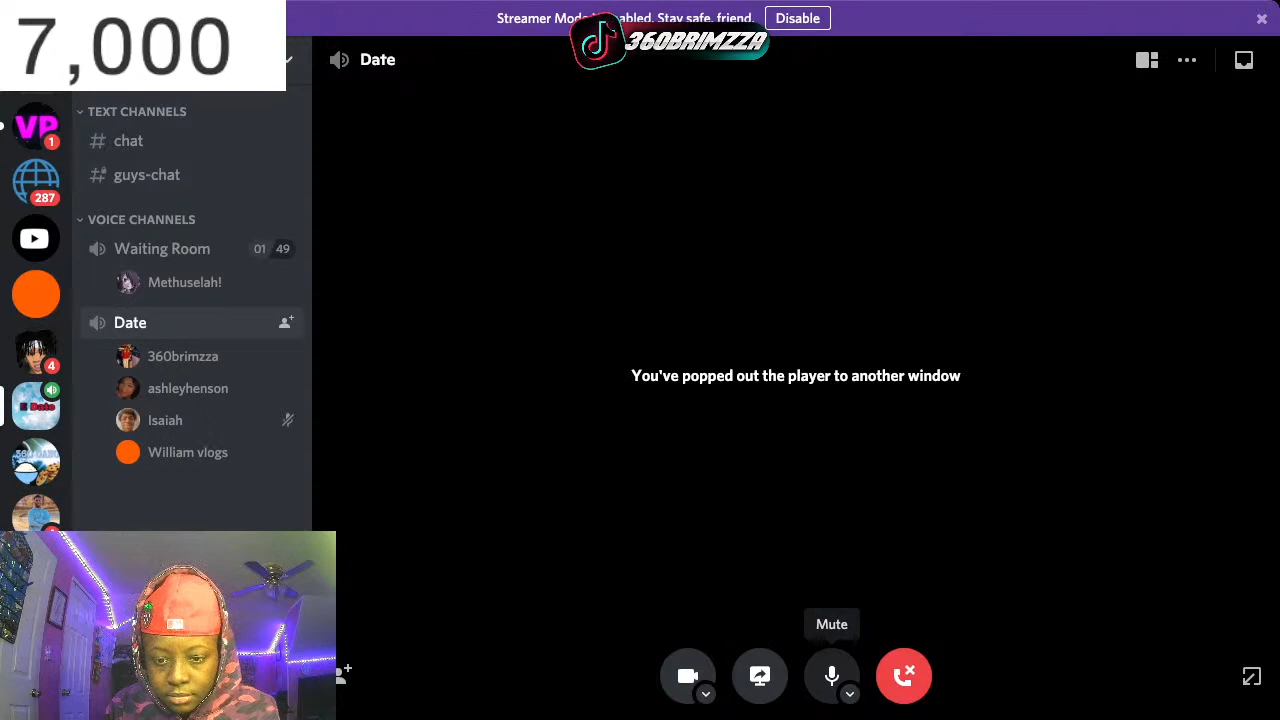 7,000
Streamer Mode
abled. Stay safe, friend.
Disable
360BRIMZZA
Date
TEXT CHANNELS
chat
guys-chat
VOICE CHANNELS
Waiting Room 01 49
Methuselah!
Date
360brimzza
ashleyhenson
Isaiah
William vlogs
VP
1
287
4
E Date
You've popped out the player to another window
Mute